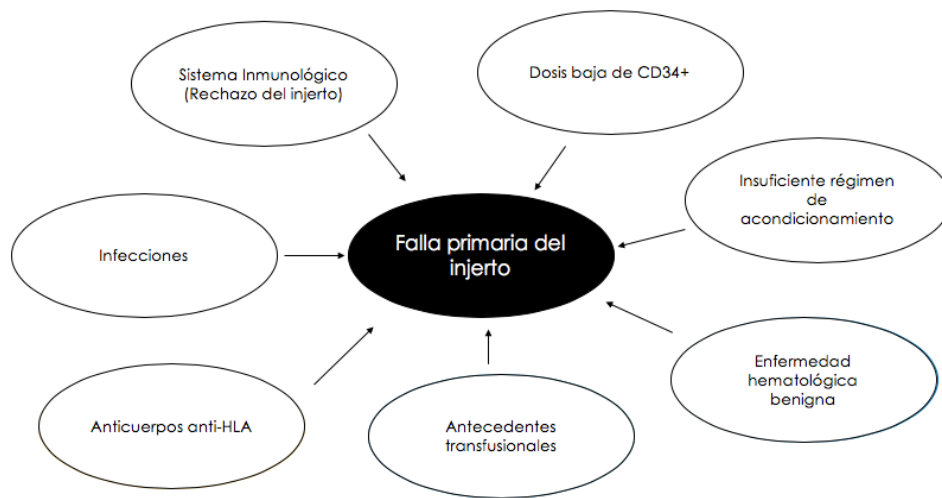 Sistema Inmunológico
(Rechazo del injerto)
Dosis baja de CD34+
Insuficiente régimen
de
acondicionamiento
Falla primaria del
injerto
Infecciones
Enfermedad
hematológica
benigna
Anticuerpos anti-HLA
Antecedentes
transfusionales